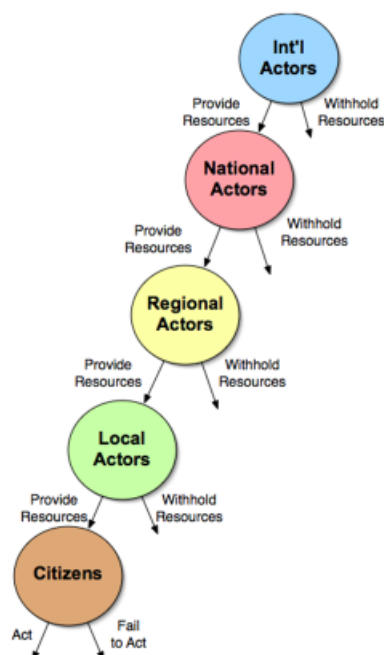 Int'l
Actors
Provide
Resources
Withhold
Resources
National
Actors
Provide
Resources
Withhold
Resources
Regional
Actors
Provide
Resources
Withhold
Resources
Local
Actors
Provide
Resources
Withhold
Resources
Citizens
Act
Fail
to Act